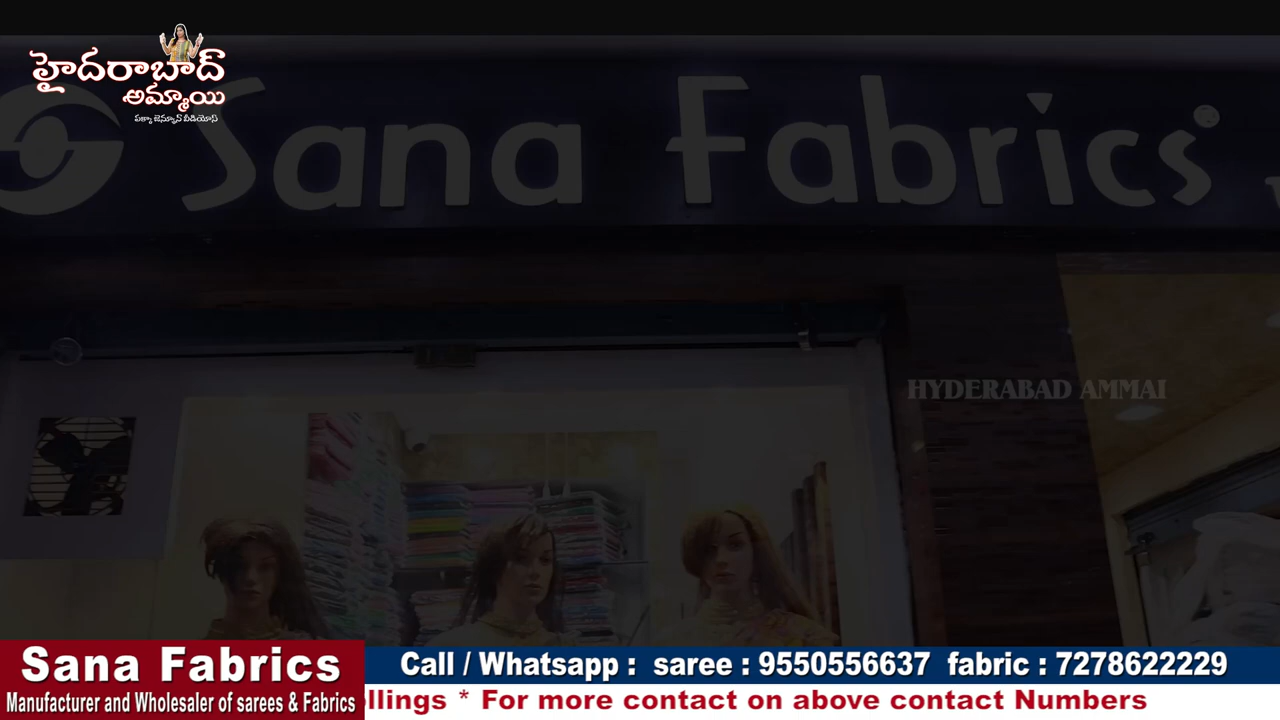 హైదరాబాద్
అమ్మాయి
పక్కా జెన్యూన్ వీడియోస్
Sana Fabrics
HYDERABAD AMMAI
Sana Fabrics
Manufacturer and Wholesaler of sarees & Fabrics
Call / Whatsapp : saree : 9550556637 fabric : 7278622229
llings * For more contact on above contact Numbers